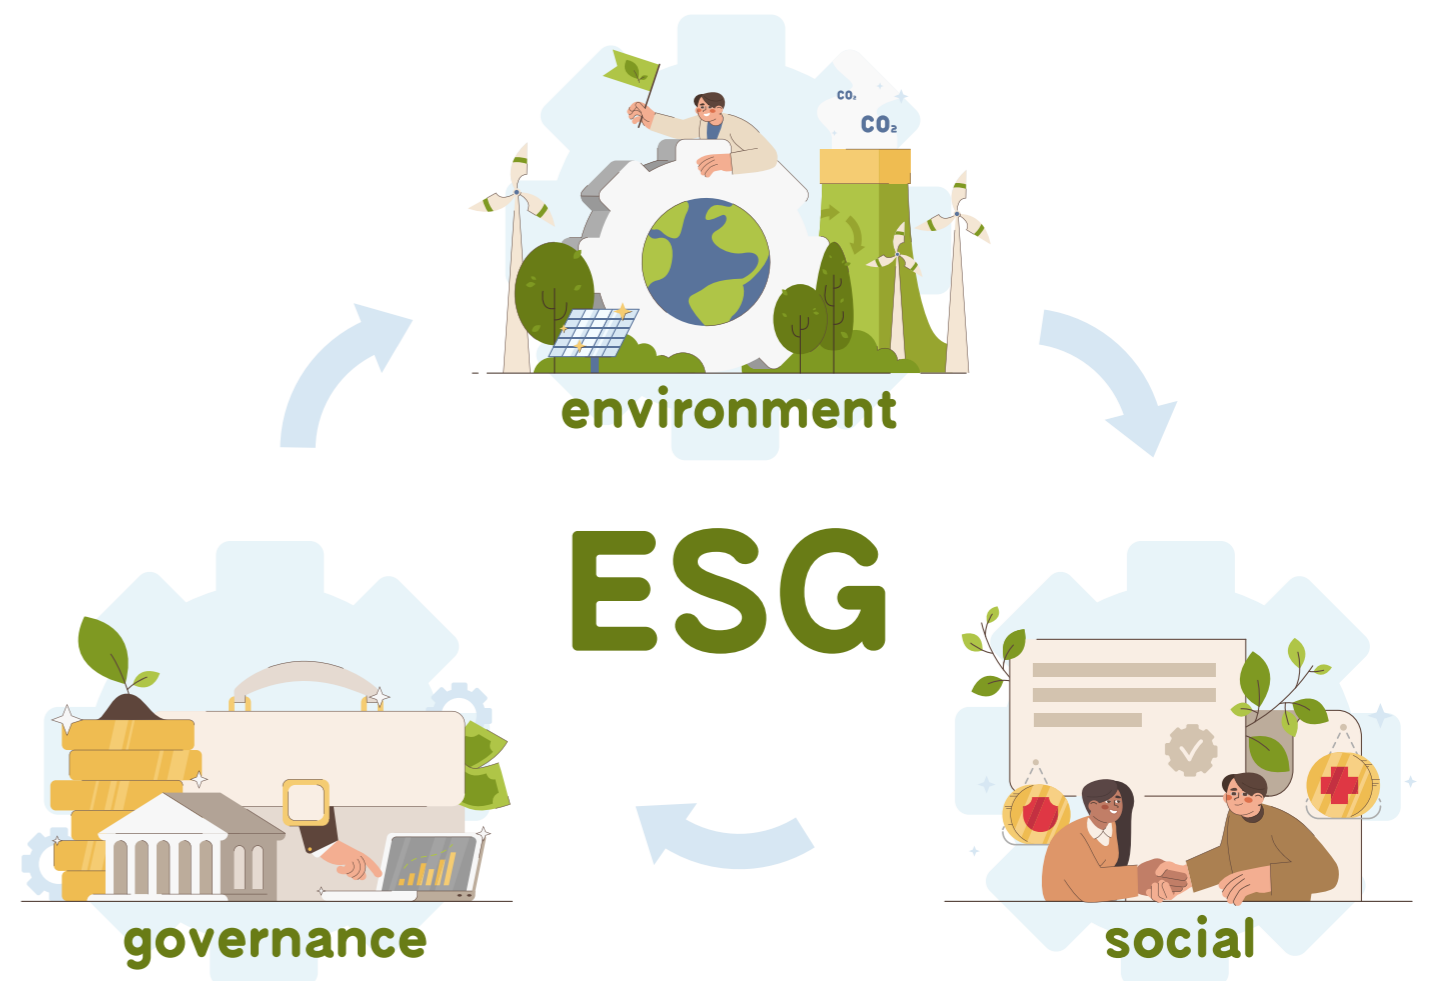 CO₂
CO₂
environment
ESG
governance
social